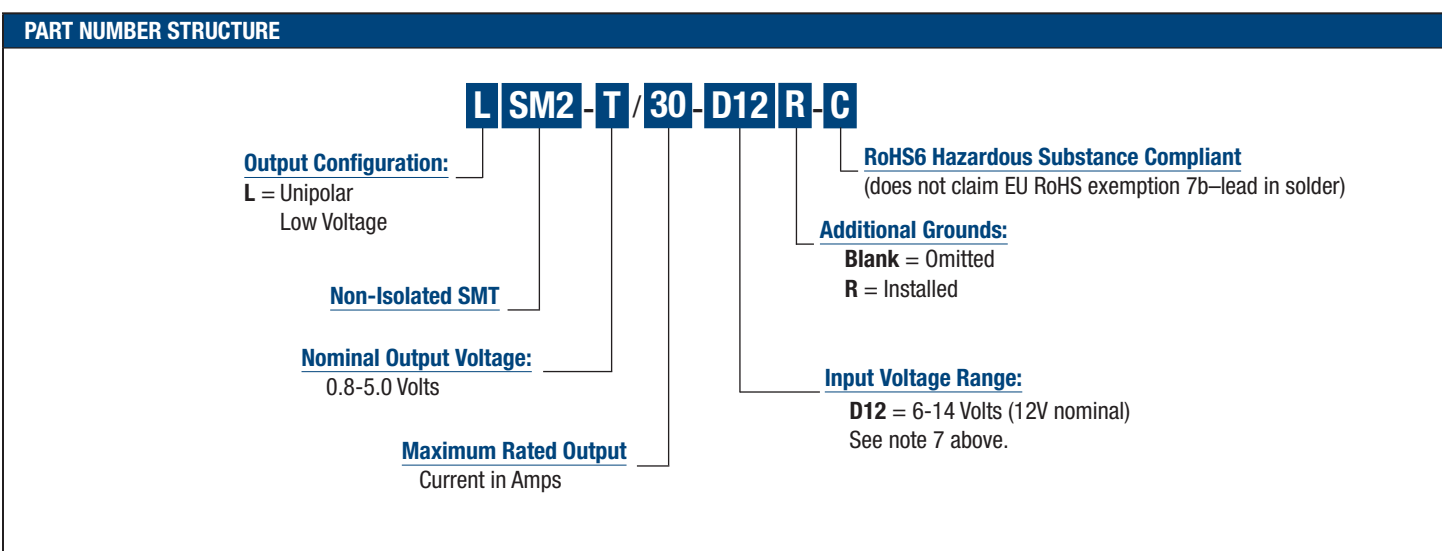 PART NUMBER STRUCTURE
L SM2 - T / 30 - D12 R - C
Output Configuration:
L = Unipolar
Low Voltage
Non-Isolated SMT
Nominal Output Voltage:
0.8-5.0 Volts
Maximum Rated Output
Current in Amps
RoHS6 Hazardous Substance Compliant
(does not claim EU RoHS exemption 7b–lead in solder)
Additional Grounds:
Blank = Omitted
R = Installed
Input Voltage Range:
D12 = 6-14 Volts (12V nominal)
See note 7 above.